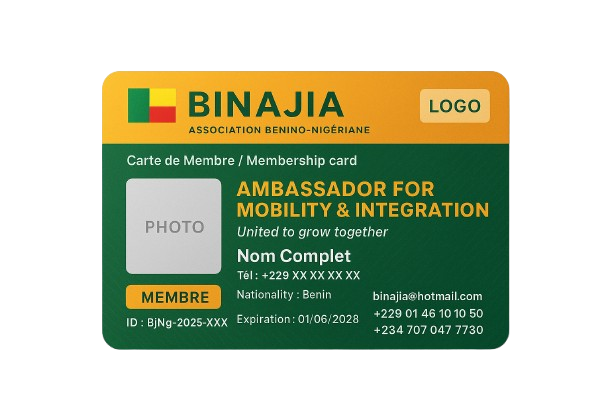 BINAJIA
ASSOCIATION BENINO-NIGÉRIANE
LOGO
Carte de Membre / Membership card
PHOTO
AMBASSADOR FOR
MOBILITY & INTEGRATION
United to grow together
Nom Complet
Tél : +229 XX XX XX XX
MEMBRE
Nationality : Benin
ID : BjNg-2025-XXX
Expiration : 01/06/2028
binajia@hotmail.com
+229 01 46 10 10 50
+234 707 047 7730